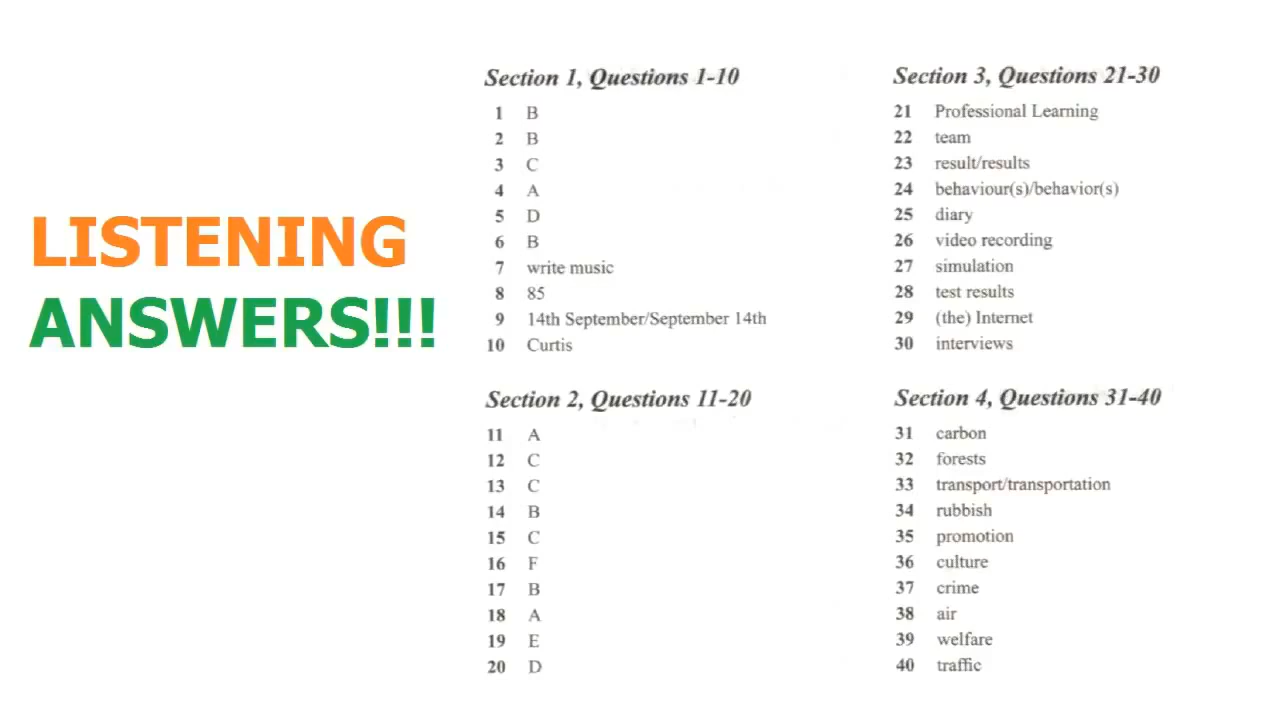 LISTENING
ANSWERS!!!
Section 1, Questions 1-10
1 B
2 B
3 C
4 A
5 D
6 B
7 write music
8 85
9 14th September/September 14th
10 Curtis
Section 2, Questions 11-20
11 A
12 C
13 C
14 B
15 C
16 F
17 B
18 A
19 E
20 D
Section 3, Questions 21-30
21 Professional Learning
22 team
23 result/results
24 behaviour(s)/behavior(s)
25 diary
26 video recording
27 simulation
28 test results
29 (the) Internet
30 interviews
Section 4, Questions 31-40
31 carbon
32 forests
33 transport/transportation
34 rubbish
35 promotion
36 culture
37 crime
38 air
39 welfare
40 traffic